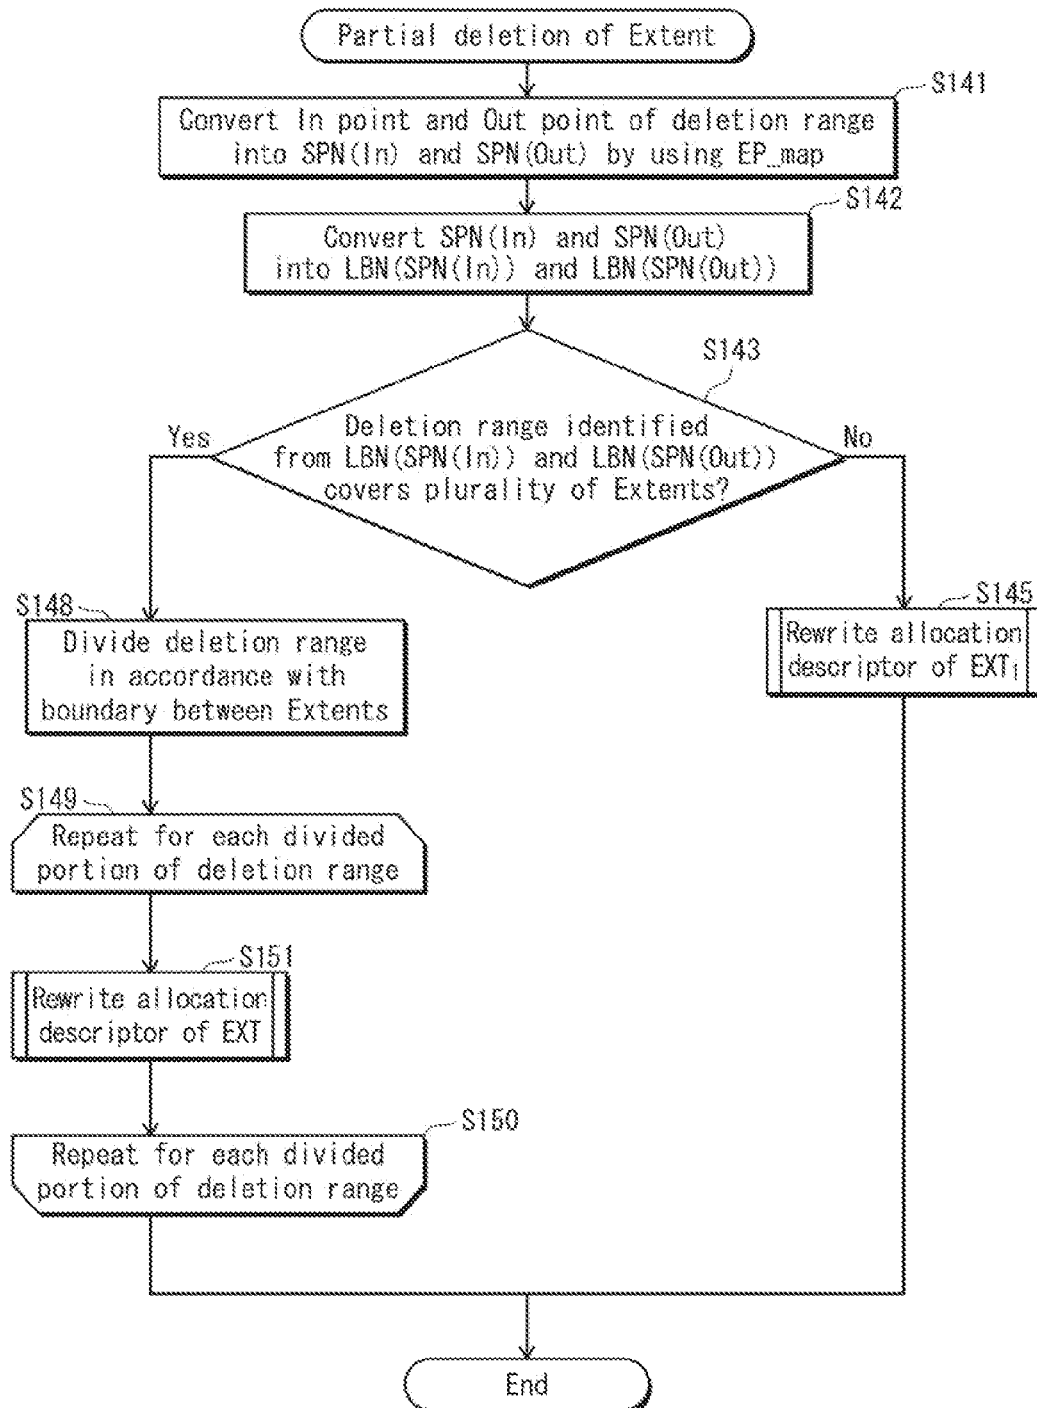 Partial deletion of Extent
S141
Convert In point and Out point of deletion range
into SPN(In) and SPN(Out) by using EP_map
S142
Convert SPN(In) and SPN(Out)
into LBN(SPN(In)) and LBN(SPN(Out))
S143
Deletion range identified
from LBN(SPN(In)) and LBN(SPN(Out))
covers plurality of Extents?
Yes
No
S148
Divide deletion range
in accordance with
boundary between Extents
S145
Rewrite allocation
descriptor of EXTi
S149
Repeat for each divided
portion of deletion range
S151
Rewrite allocation
descriptor of EXT
S150
Repeat for each divided
portion of deletion range
End